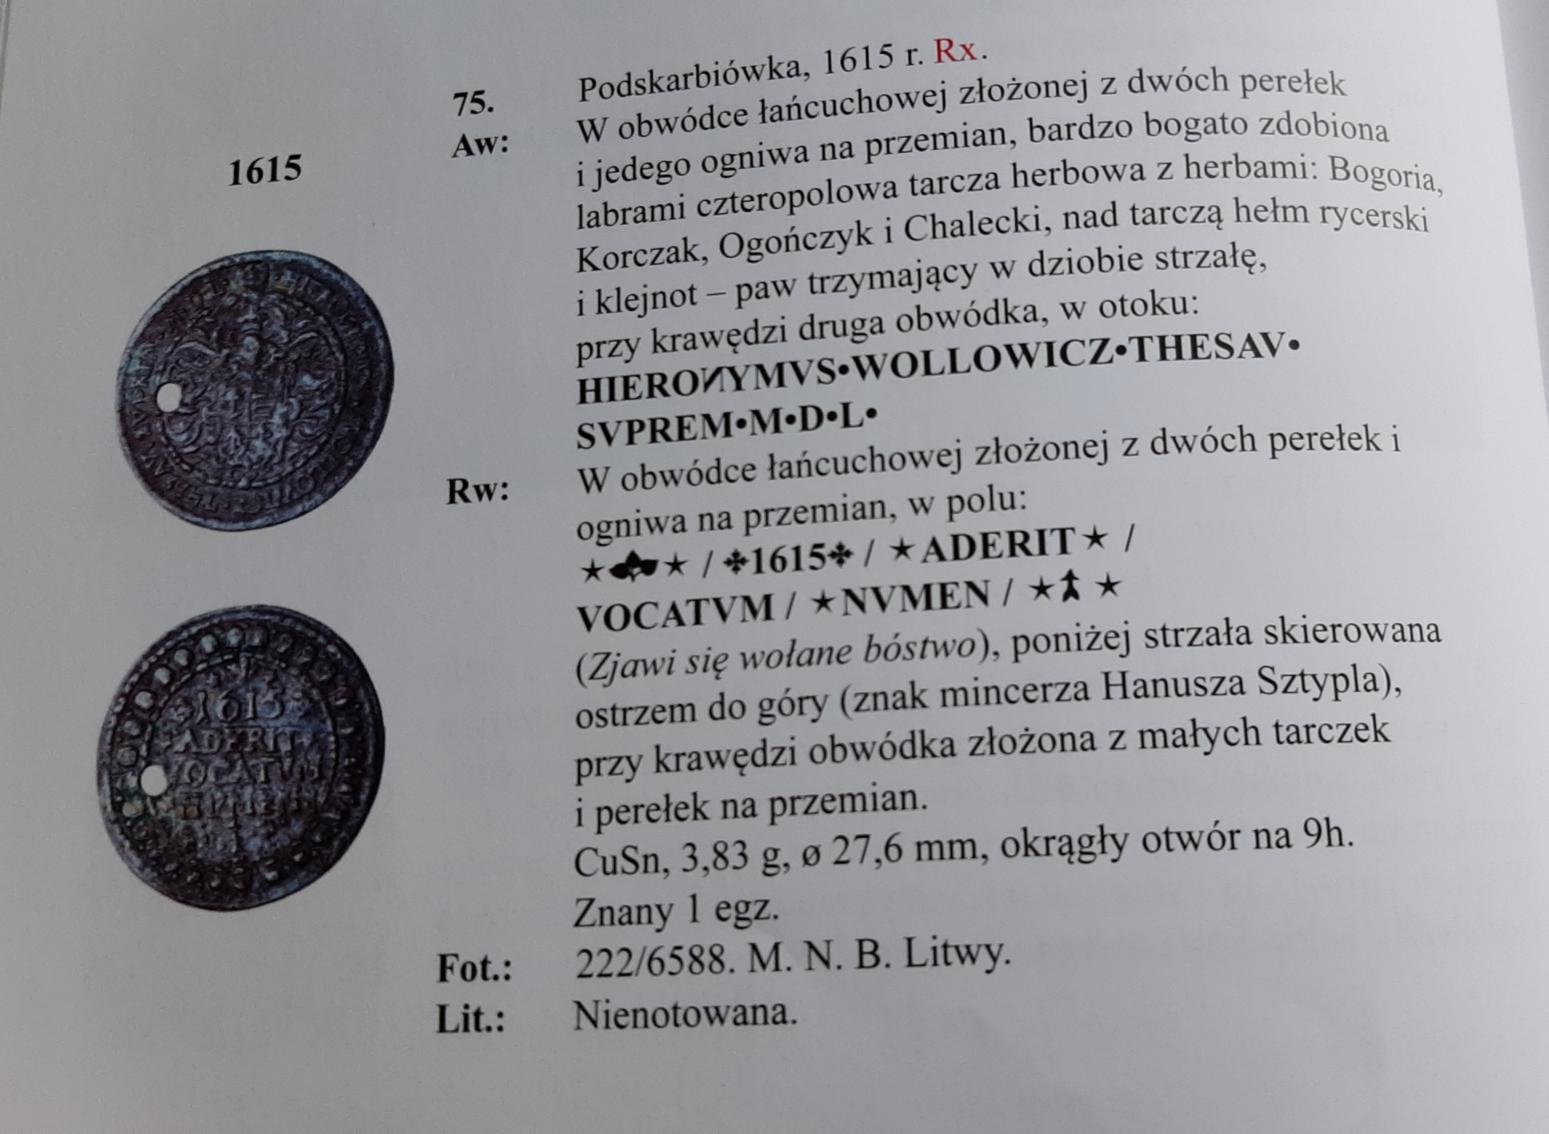 75. Podskarbiówka, 1615 r. Rx.
Aw: W obwódce łańcuchowej złożonej z dwóch perełek
i jedego ogniwa na przemian, bardzo bogato zdobiona
labrami czteropolowa tarcza herbowa z herbami: Bogoria,
Korczak, Ogończyk i Chalecki, nad tarczą hełm rycerski
i klejnot – paw trzymający w dziobie strzałę,
przy krawędzi druga obwódka, w otoku:
HIEROИYMVS•WOLLOWICZ•THESAV•
SVPREM•M•D•L•
Rw: W obwódce łańcuchowej złożonej z dwóch perełek i
ogniwa na przemian, w polu:
★ ★ / ✤1615✤ / ★ADERIT★ /
VOCATVM / ★NVMEN / ★ ★
(Zjawi się wołane bóstwo), poniżej strzała skierowana
ostrzem do góry (znak mincerza Hanusza Sztypla),
przy krawędzi obwódka złożona z małych tarczek
i perełek na przemian.
CuSn, 3,83 g, ø 27,6 mm, okrągły otwór na 9h.
Znany 1 egz.
Fot.: 222/6588. M. N. B. Litwy.
Lit.: Nienotowana.
1615
1615
ADERIT
VOCATVM